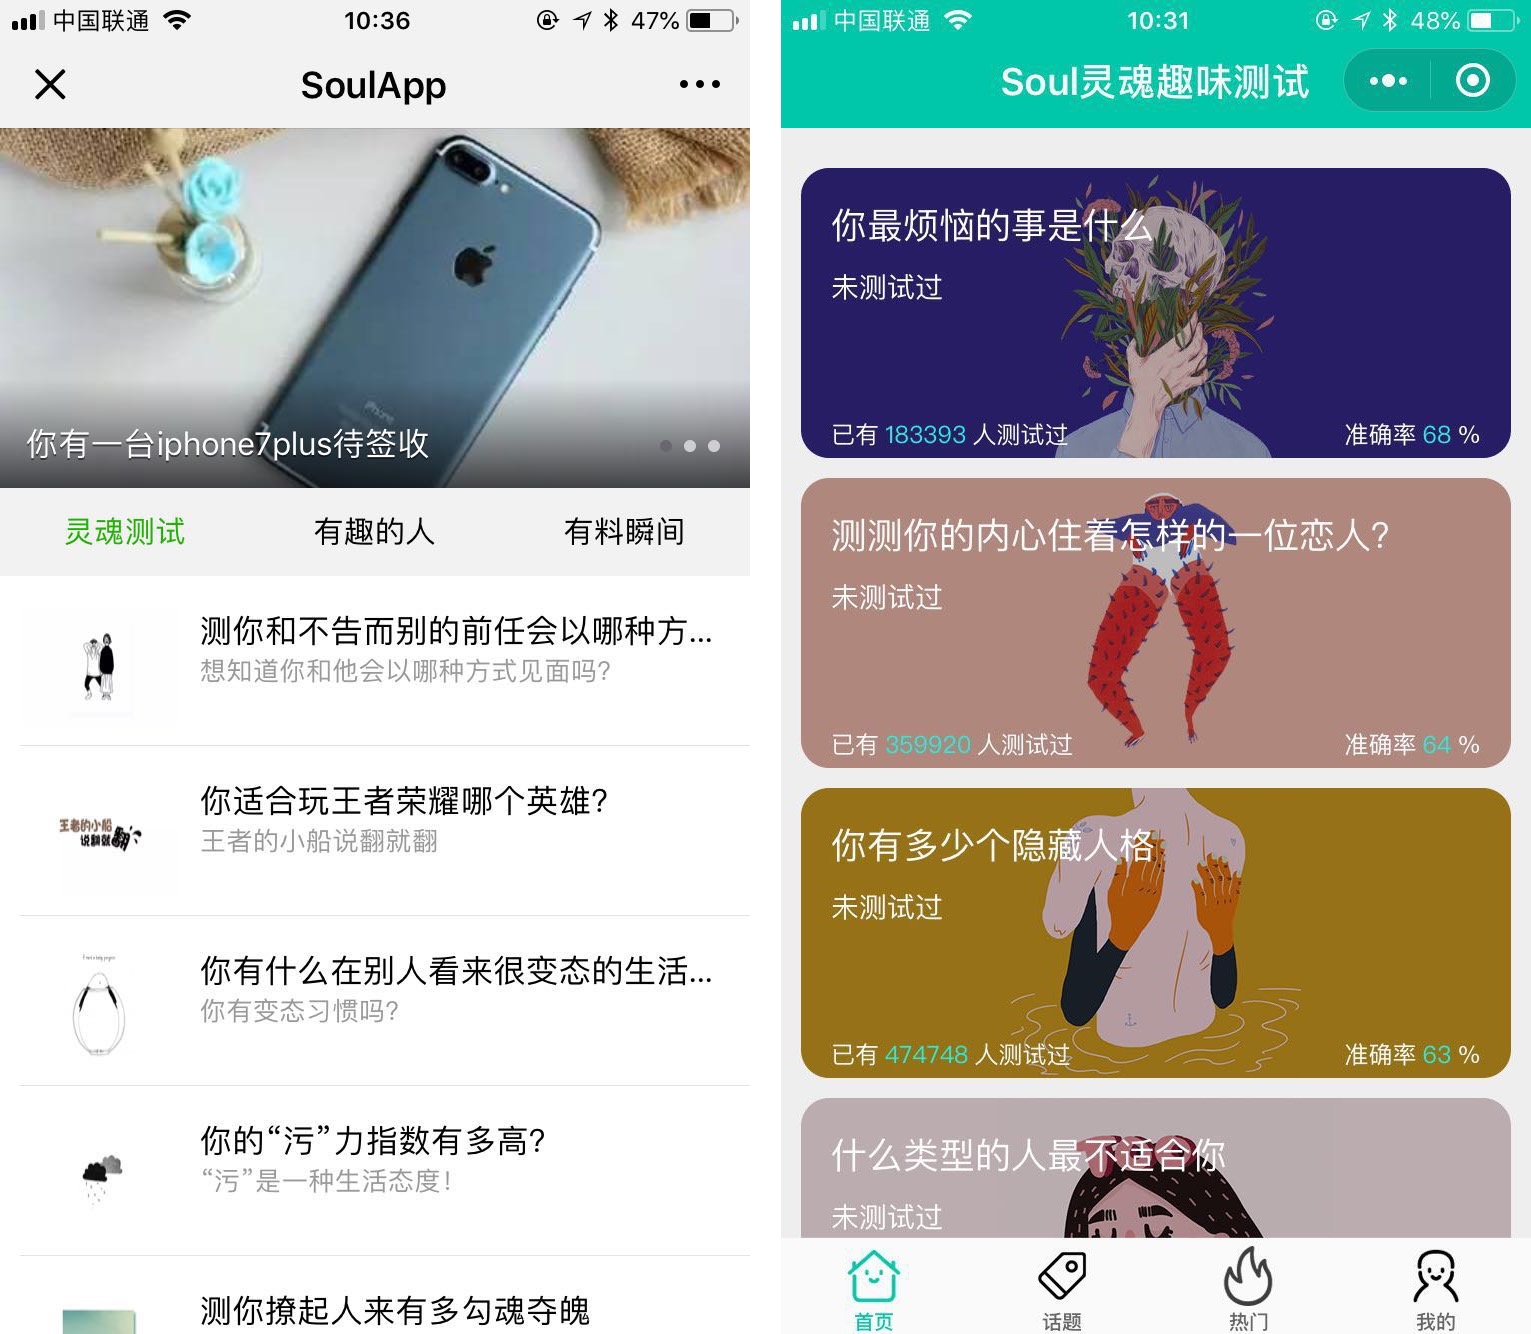 中国联通
10:36
47%
SoulApp
你有一台iphone7plus待签收
灵魂测试
有趣的人
有料瞬间
测你和不告而别的前任会以哪种方...
想知道你和他会以哪种方式见面吗?
你适合玩王者荣耀哪个英雄?
王者的小船说翻就翻
王者的小船
说翻就翻
你有什么在别人看来很变态的生活...
你有变态习惯吗?
你的“污”力指数有多高?
“污”是一种生活态度!
测你撩起人来有多勾魂夺魄
中国联通
10:31
48%
Soul灵魂趣味测试
你最烦恼的事是什么
未测试过
已有 183393 人测试过
准确率 68 %
测测你的内心住着怎样的一位恋人?
未测试过
已有 359920 人测试过
准确率 64 %
你有多少个隐藏人格
未测试过
已有 474748 人测试过
准确率 63 %
什么类型的人最不适合你
未测试过
首页
话题
热门
我的